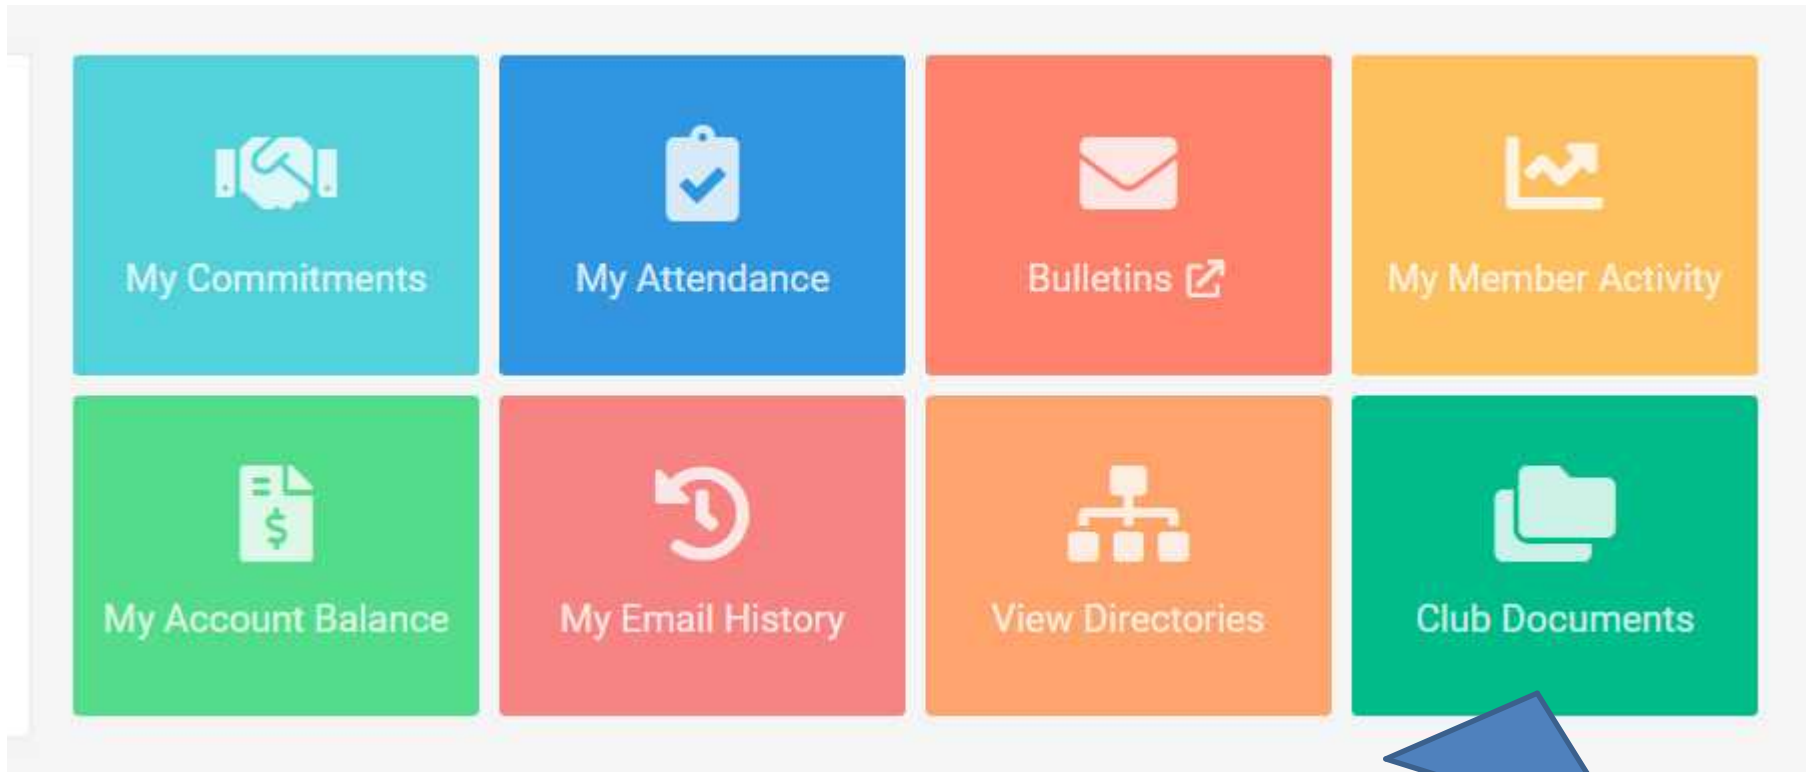 My Commitments
My Attendance
Bulletins
My Member Activity
$
My Account Balance
My Email History
View Directories
Club Documents